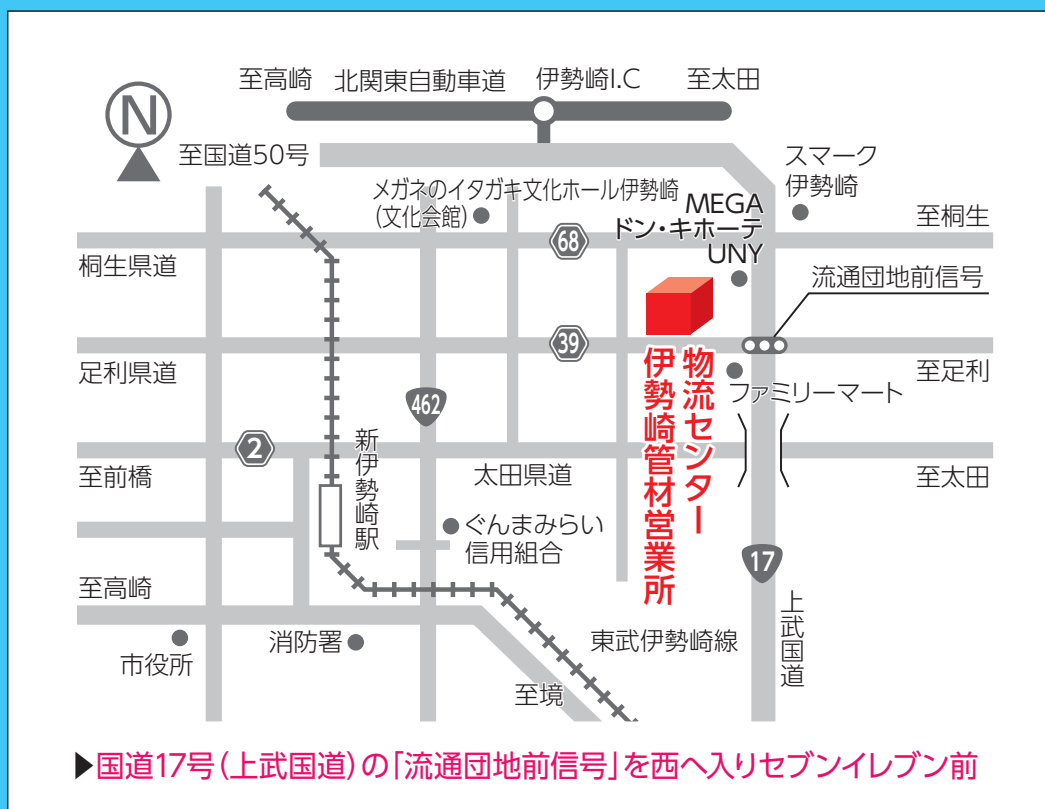 至高崎
北関東自動車道
伊勢崎I.C
至太田
N
至国道50号
スマーク
伊勢崎
メガネのイタガキ文化ホール伊勢崎
(文化会館)
MEGA
ドン・キホーテ
UNY
至桐生
68
桐生県道
流通団地前信号
39
足利県道
至足利
物流センター
伊勢崎管材営業所
ファミリーマート
462
2
新伊勢崎駅
至前橋
太田県道
至太田
ぐんまみらい
信用組合
17
至高崎
上武国道
市役所
消防署
東武伊勢崎線
至境
▶国道17号(上武国道)の「流通団地前信号」を西へ入りセブンイレブン前